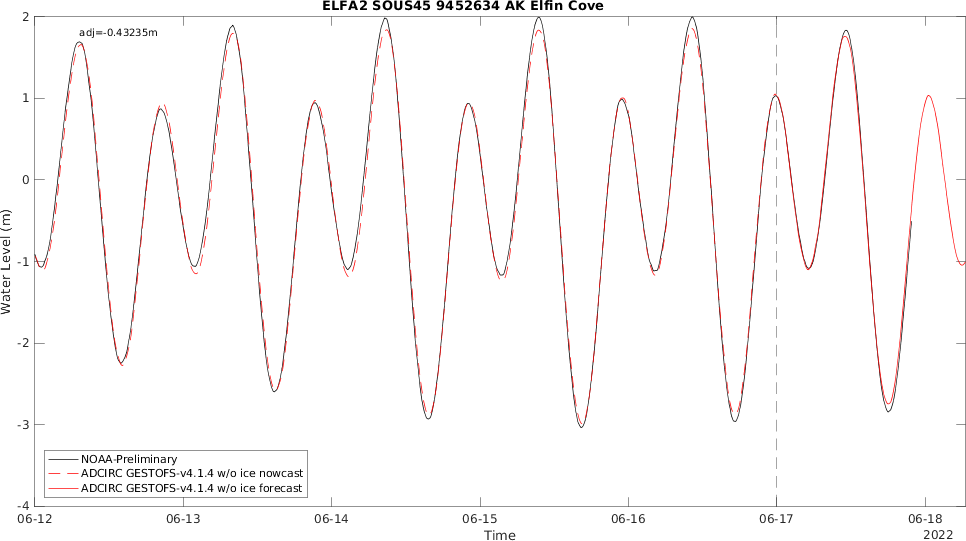 ELFA2 SOUS45 9452634 AK Elfin Cove
adj=-0.43235m
2
1
0
-1
-2
-3
-4
Water Level (m)
NOAA-Preliminary
ADCIRC GESTOFS-v4.1.4 w/o ice nowcast
ADCIRC GESTOFS-v4.1.4 w/o ice forecast
06-12 06-13 06-14 06-15 06-16 06-17 06-18
Time
2022